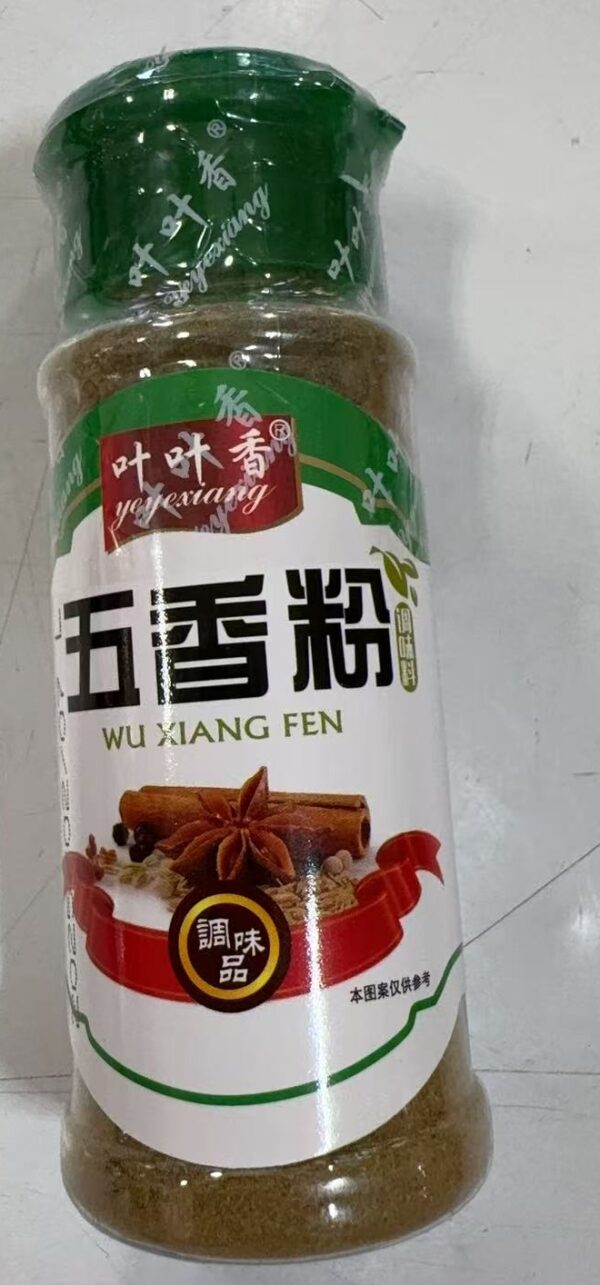 叶叶香®
yeyexiang
叶叶香®
yeyexiang
五香粉
调味料
WU XIANG FEN
調味品
本图案仅供参考